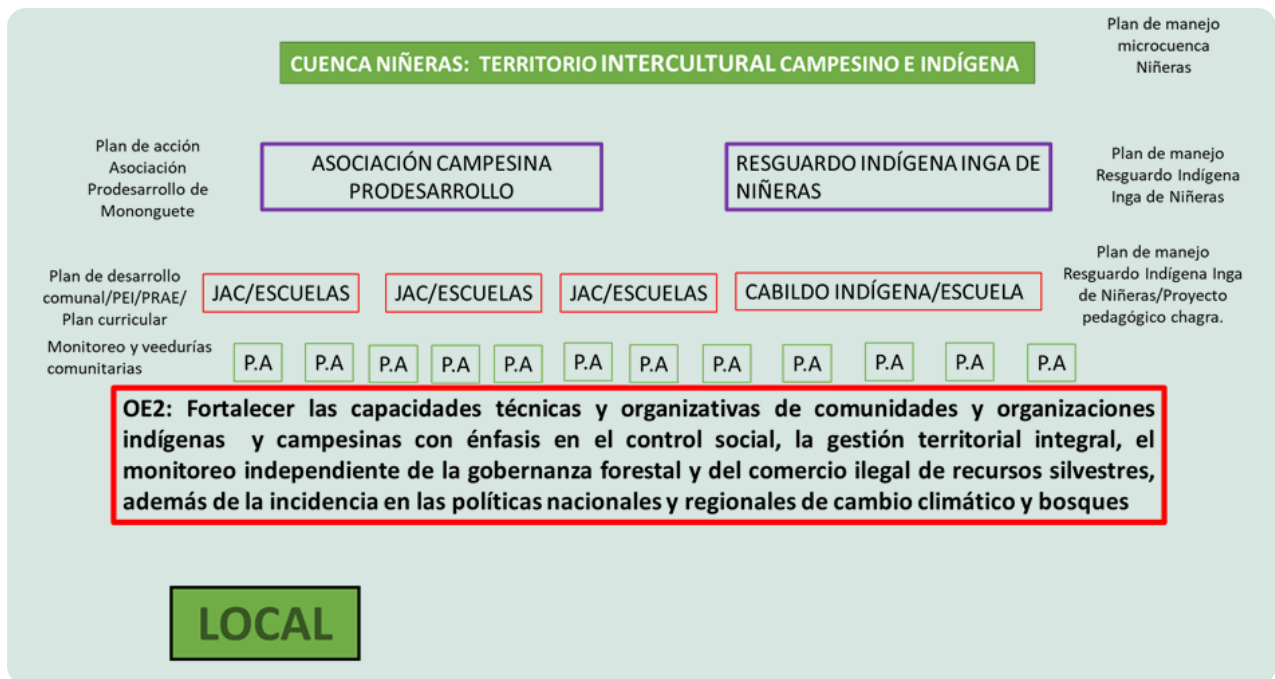 Plan de manejo
microcuenca
Niñeras
CUENCA NIÑERAS: TERRITORIO INTERCULTURAL CAMPESINO E INDÍGENA
Plan de acción
Asociación
Prodesarrollo de
Mononguete
ASOCIACIÓN CAMPESINA
PRODESARROLLO
RESGUARDO INDÍGENA INGA DE
NIÑERAS
Plan de manejo
Resguardo Indígena
Inga de Niñeras
Plan de desarrollo
comunal/PEI/PRAE/
Plan curricular
JAC/ESCUELAS
JAC/ESCUELAS
JAC/ESCUELAS
CABILDO INDÍGENA/ESCUELA
Plan de manejo
Resguardo Indígena Inga
de Niñeras/Proyecto
pedagógico chagra.
Monitoreo y veedurías
comunitarias
P.A
P.A
P.A
P.A
P.A
P.A
P.A
P.A
P.A
P.A
P.A
P.A
OE2: Fortalecer las capacidades técnicas y organizativas de comunidades y organizaciones
indígenas y campesinas con énfasis en el control social, la gestión territorial integral, el
monitoreo independiente de la gobernanza forestal y del comercio ilegal de recursos silvestres,
además de la incidencia en las políticas nacionales y regionales de cambio climático y bosques
LOCAL